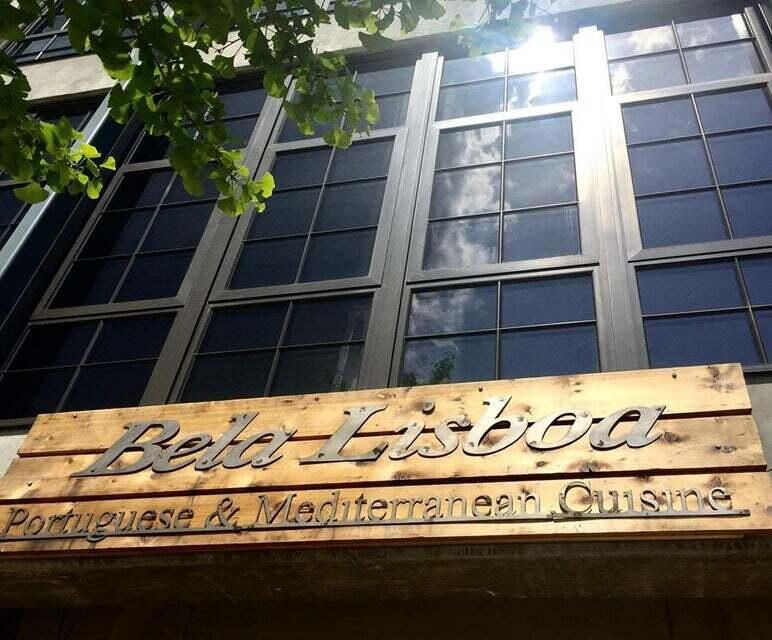 Bela Lisboa
Portuguese & Mediterranean Cuisine